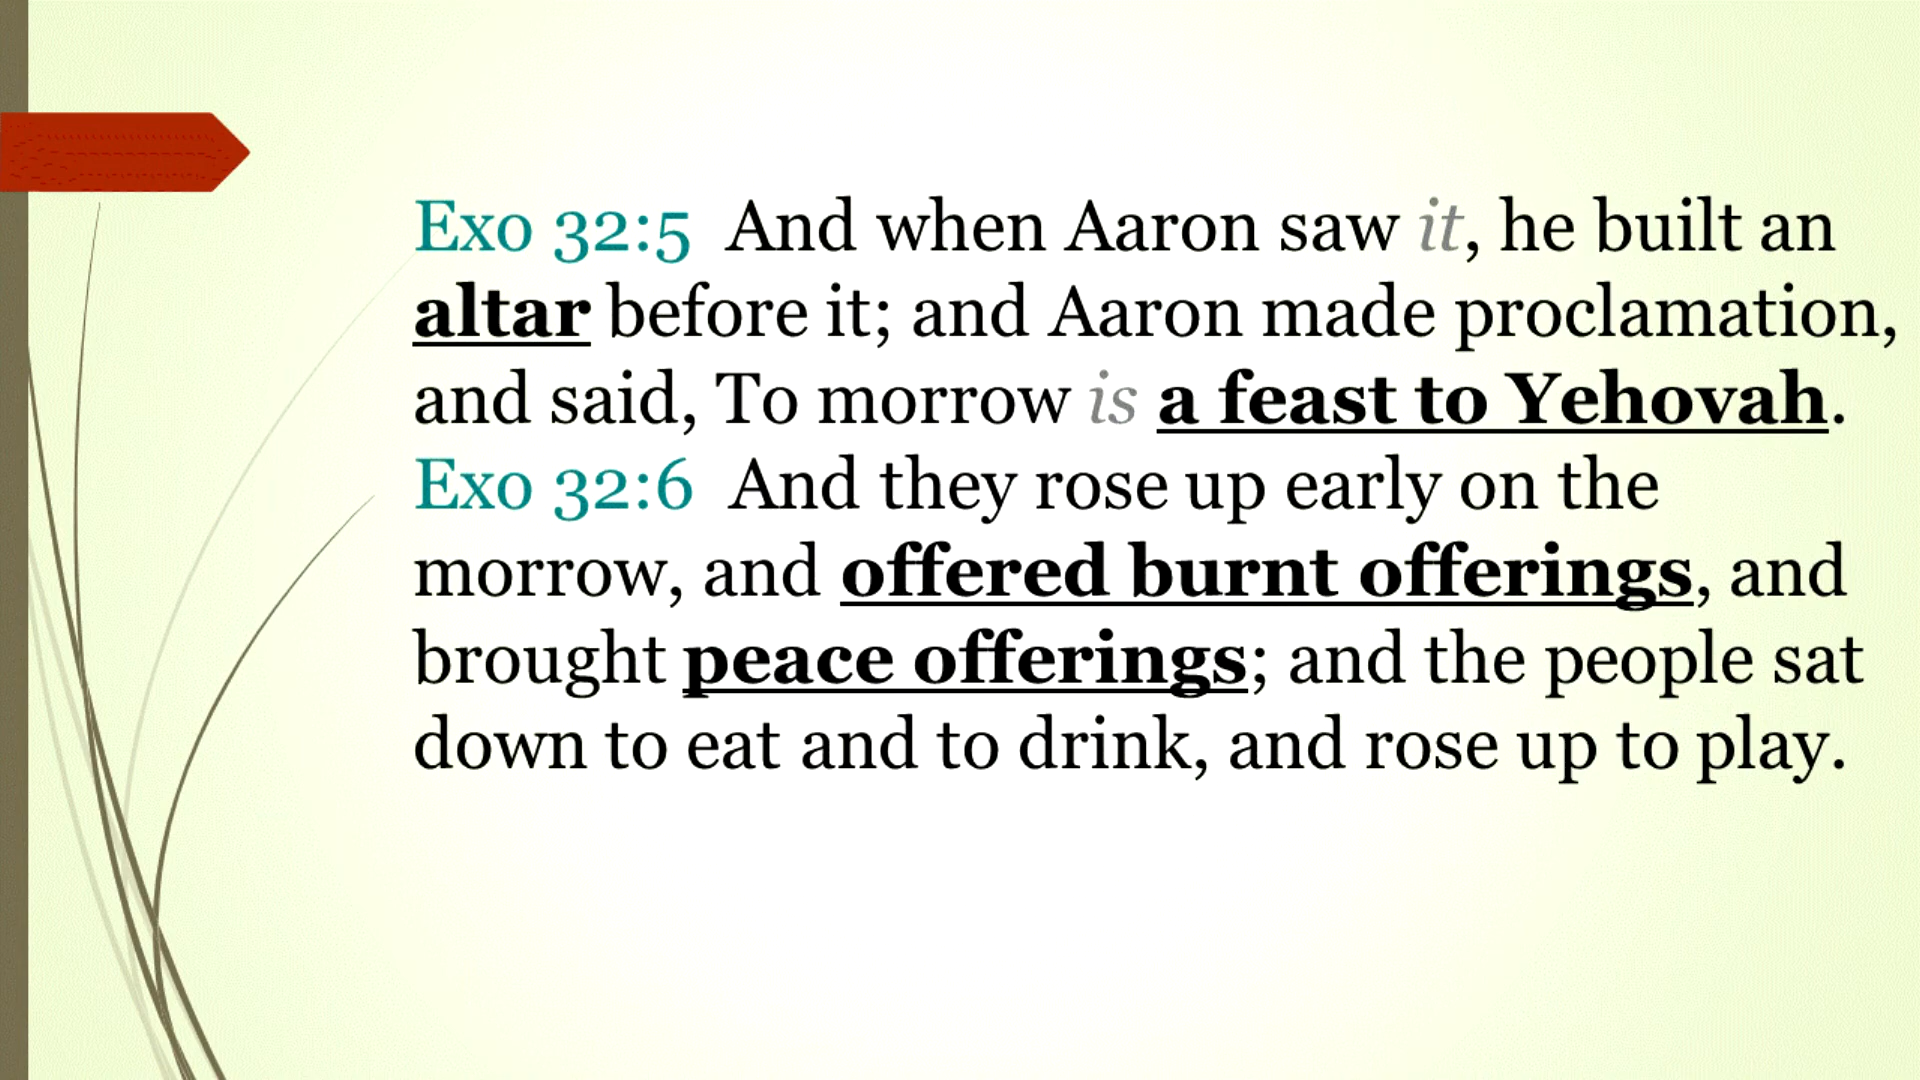 Exo 32:5 And when Aaron saw it, he built an
altar before it; and Aaron made proclamation,
and said, To morrow is a feast to Yehovah.
Exo 32:6 And they rose up early on the
morrow, and offered burnt offerings, and
brought peace offerings; and the people sat
down to eat and to drink, and rose up to play.